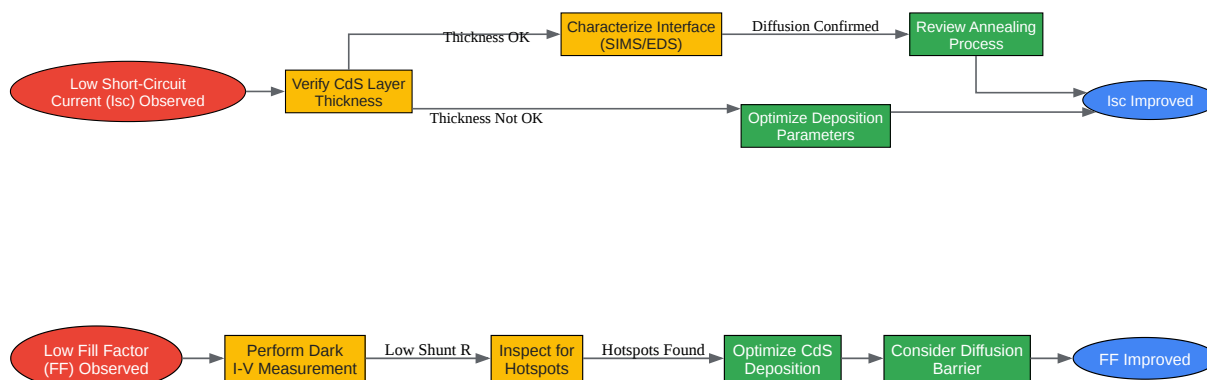 Low Short-Circuit
Current (Isc) Observed
Verify CdS Layer
Thickness
Thickness OK
Characterize Interface
(SIMS/EDS)
Diffusion Confirmed
Review Annealing
Process
Thickness Not OK
Optimize Deposition
Parameters
Isc Improved
Low Fill Factor
(FF) Observed
Perform Dark
I-V Measurement
Low Shunt R
Inspect for
Hotspots
Hotspots Found
Optimize CdS
Deposition
Consider Diffusion
Barrier
FF Improved